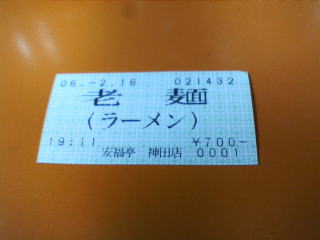 06.-2.16 021432
老麺
(ラーメン)
19:11 ¥700-
安福亭 神田店 0001